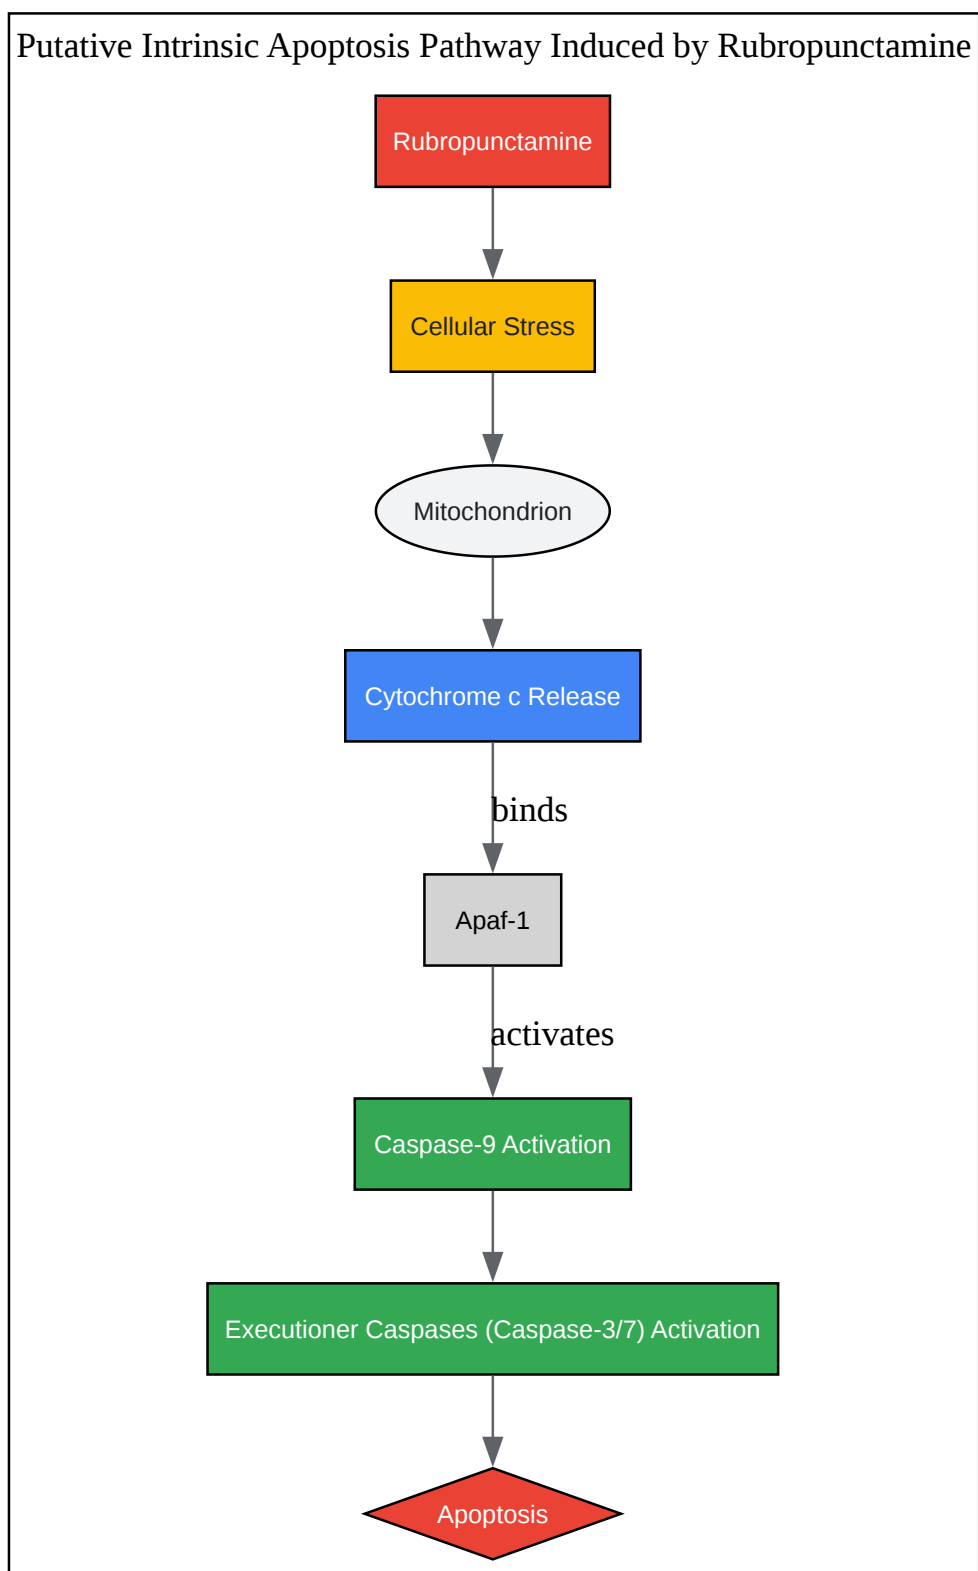 Putative Intrinsic Apoptosis Pathway Induced by Rubropunctamine
Rubropunctamine
Cellular Stress
Mitochondrion
Cytochrome c Release
binds
Apaf-1
activates
Caspase-9 Activation
Executioner Caspases (Caspase-3/7) Activation
Apoptosis